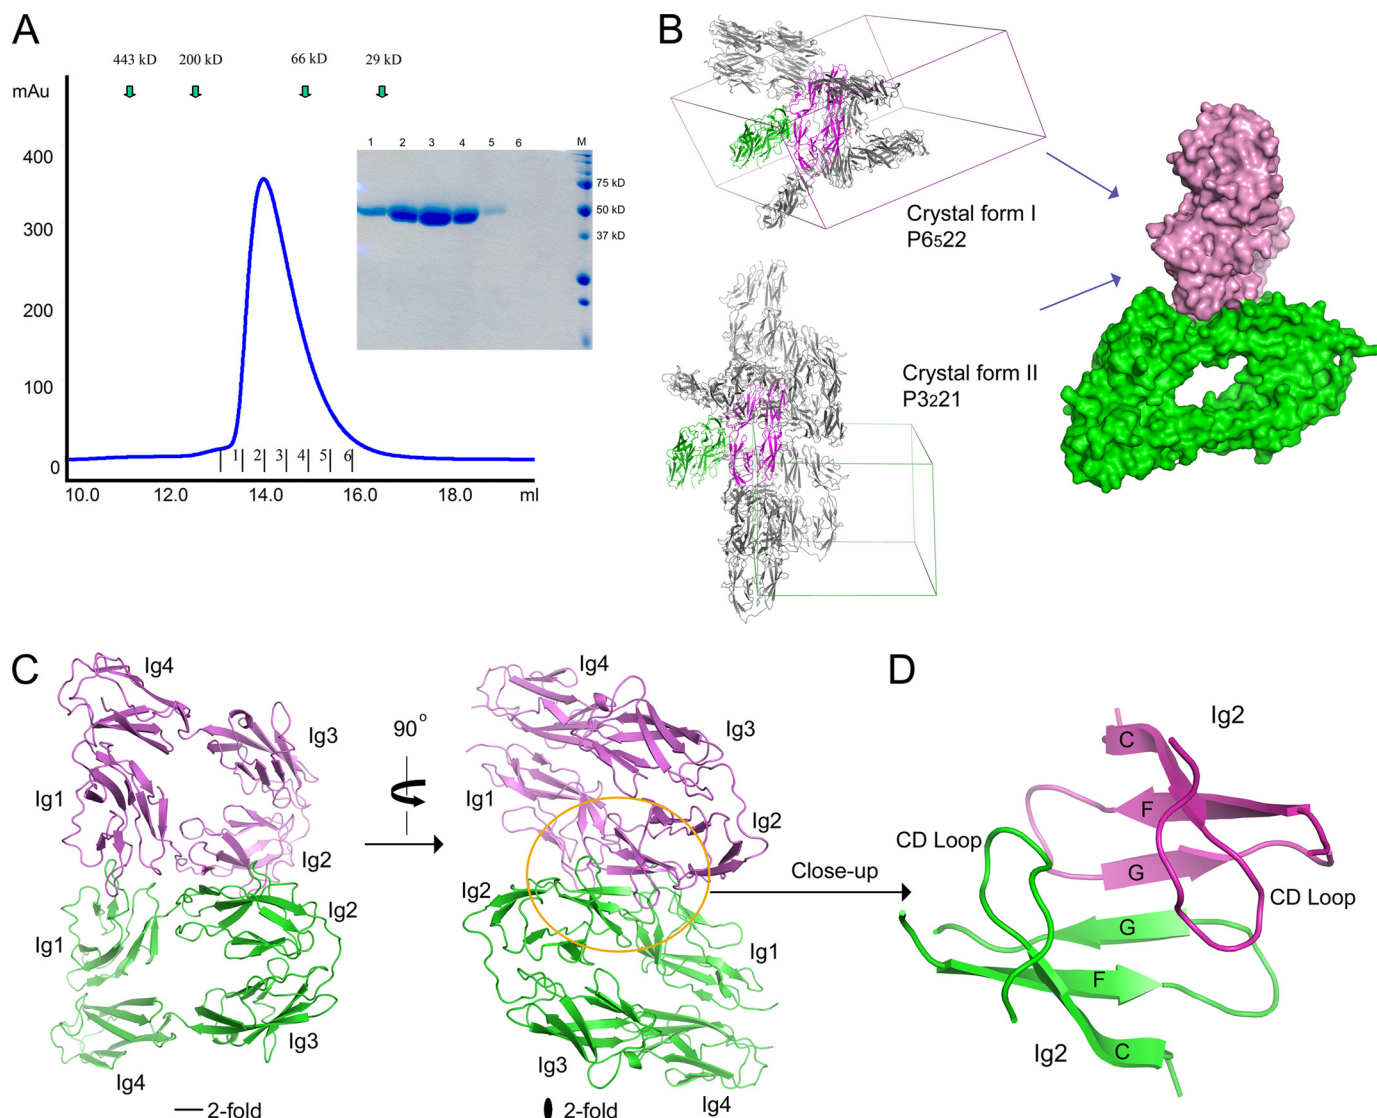 A
443 kD 200 kD 66 kD 29 kD
mAu
400
300
200
100
0
1 2 3 4 5 6 M
75 kD
50 kD
37 kD
1 2 3 4 5 6
10.0 12.0 14.0 16.0 18.0 ml
B
Crystal form I
P6522
Crystal form II
P3221
C
Ig4
Ig3
Ig1
Ig2
Ig2
Ig1
Ig3
Ig4
2-fold
90°
Ig4
Ig3
Ig1
Ig2
Ig2
Ig1
Ig3
Ig4
2-fold
Close-up
D
Ig2
C
F
CD Loop
G
CD Loop
G
F
Ig2
C